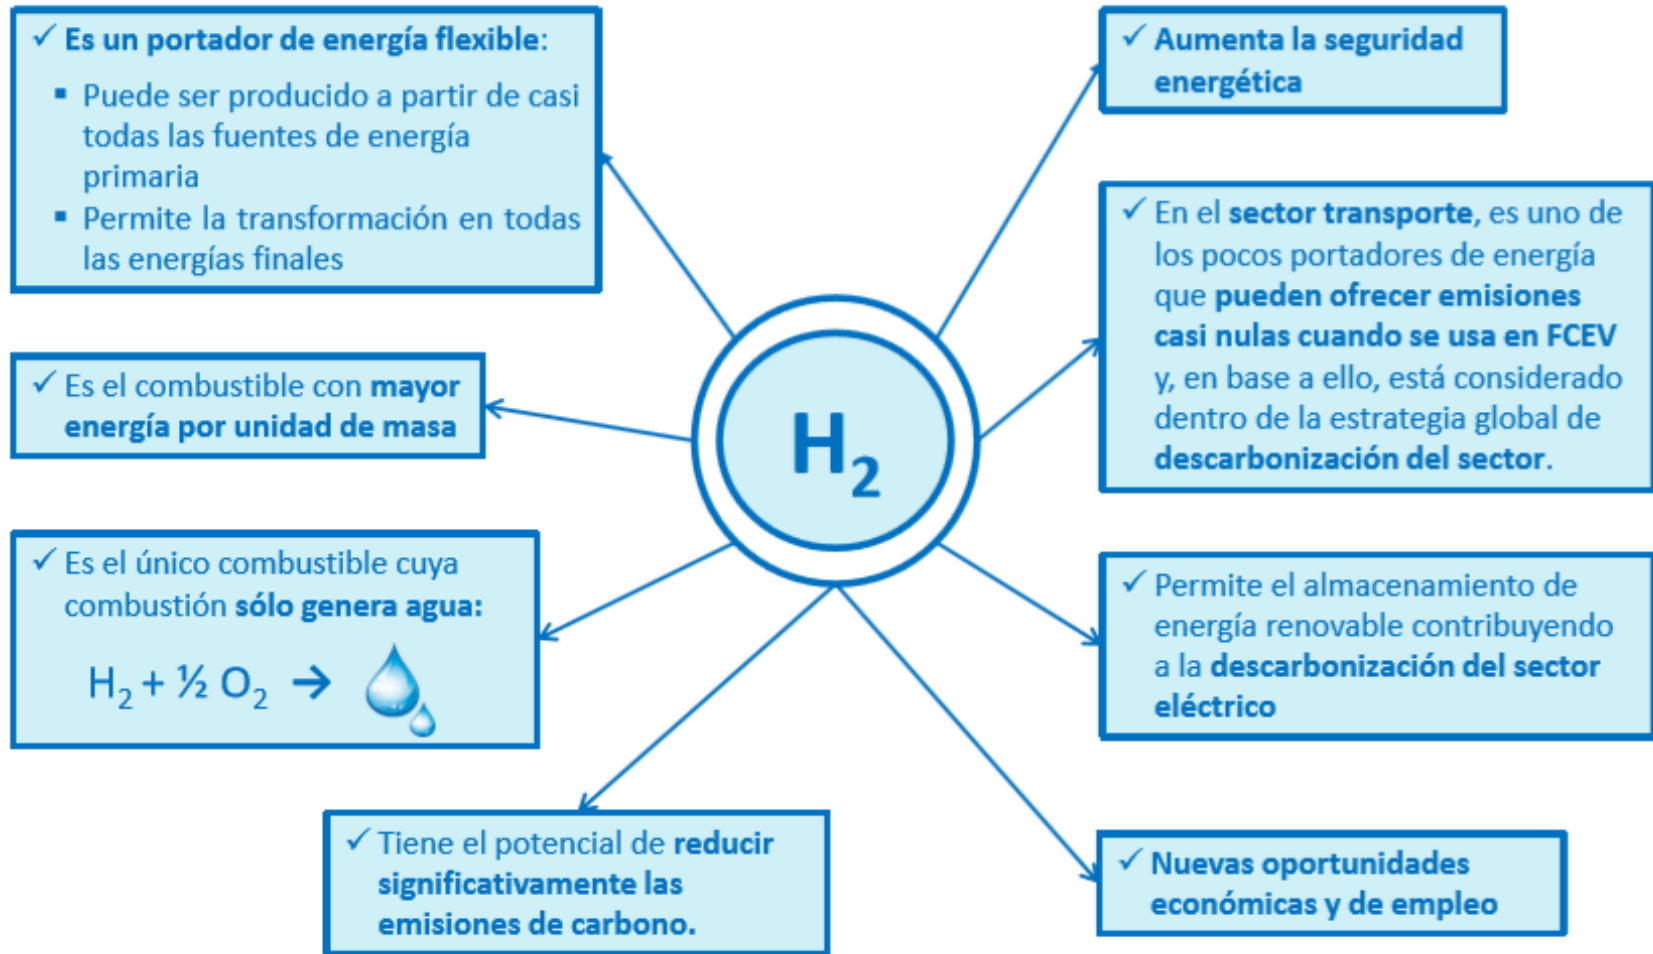 ✓ Es un portador de energía flexible:
▪ Puede ser producido a partir de casi
todas las fuentes de energía
primaria
▪ Permite la transformación en todas
las energías finales
✓ Es el combustible con mayor
energía por unidad de masa
✓ Es el único combustible cuya
combustión sólo genera agua:
H₂ + ½ O₂ →
✓ Tiene el potencial de reducir
significativamente las
emisiones de carbono.
H₂
✓ Aumenta la seguridad
energética
✓ En el sector transporte, es uno de
los pocos portadores de energía
que pueden ofrecer emisiones
casi nulas cuando se usa en FCEV
y, en base a ello, está considerado
dentro de la estrategia global de
descarbonización del sector.
✓ Permite el almacenamiento de
energía renovable contribuyendo
a la descarbonización del sector
eléctrico
✓ Nuevas oportunidades
económicas y de empleo